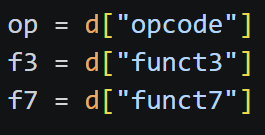 op = d["opcode"]
f3 = d["funct3"]
f7 = d["funct7"]